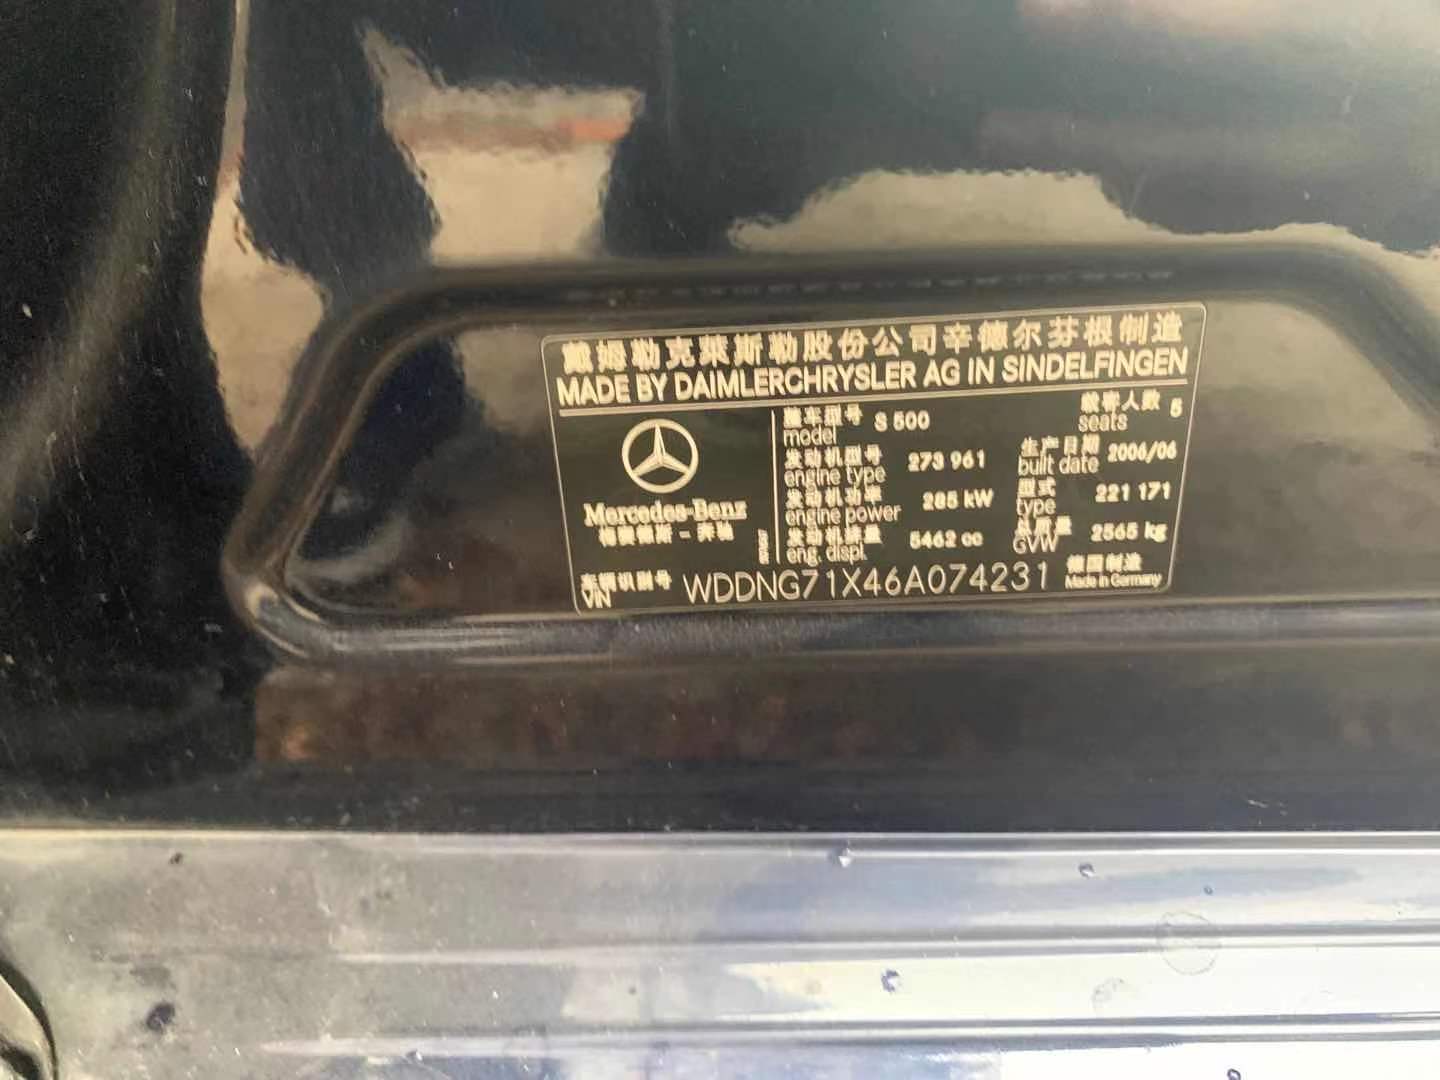 戴姆勒克莱斯勒股份公司辛德尔芬根制造
MADE BY DAIMLERCHRYSLER AG IN SINDELFINGEN
Mercedes-Benz
梅赛德斯 - 奔驰
整车型号 S 500
model
乘客人数 5
seats
发动机型号 273 961
engine type
生产日期 2006/06
built date
发动机功率 285 kW
engine power
型式 221 171
type
发动机排量 5462 cc
eng. displ.
总质量 2565 kg
GVW
车辆识别号 WDDNG71X46A074231
VIN
德国制造
Made in Germany